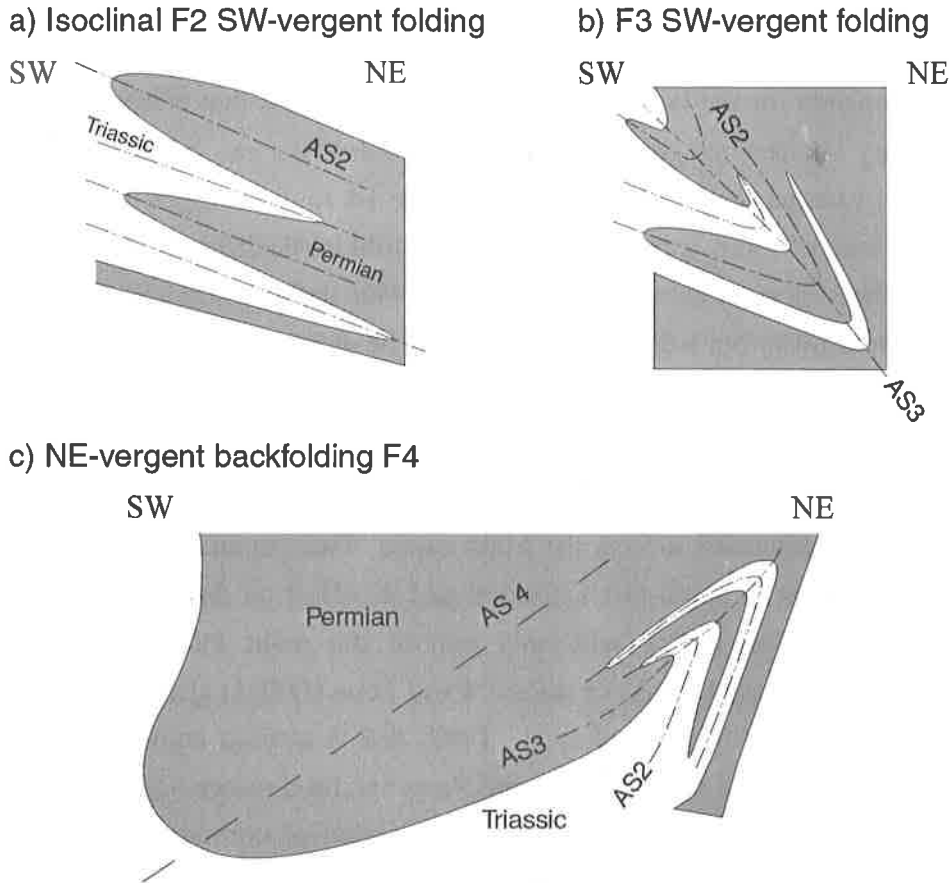 a) Isoclinal F2 SW-vergent folding
SW
NE
Triassic
AS2
Permian
b) F3 SW-vergent folding
SW
NE
AS2
AS3
c) NE-vergent backfolding F4
SW
NE
Permian
AS 4
AS3
AS2
Triassic